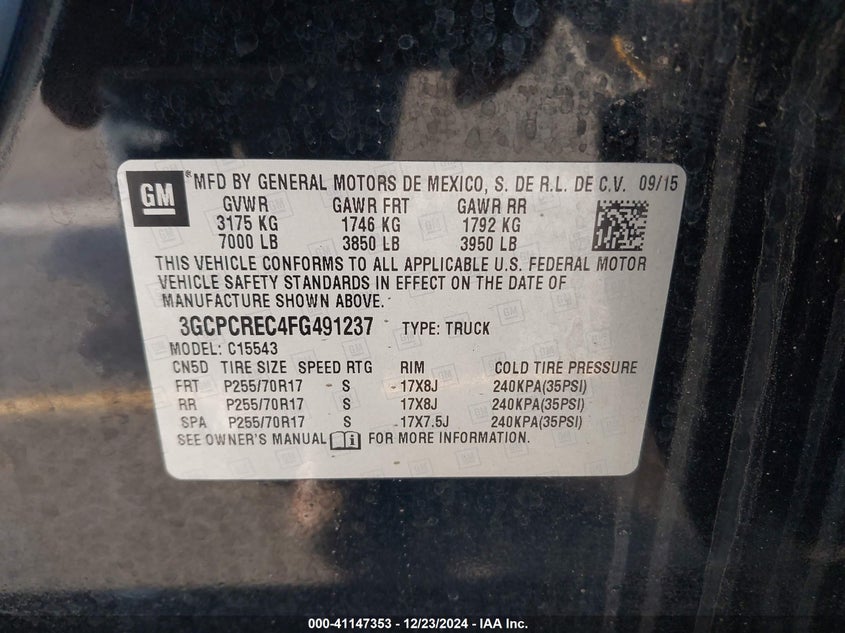 GM
® MFD BY GENERAL MOTORS DE MEXICO, S. DE R.L. DE C.V. 09/15
GVWR GAWR FRT GAWR RR
3175 KG 1746 KG 1792 KG
7000 LB 3850 LB 3950 LB
THIS VEHICLE CONFORMS TO ALL APPLICABLE U.S. FEDERAL MOTOR
VEHICLE SAFETY STANDARDS IN EFFECT ON THE DATE OF
MANUFACTURE SHOWN ABOVE.
3GCPCREC4FG491237 TYPE: TRUCK
MODEL: C15543
CN5D TIRE SIZE SPEED RTG RIM COLD TIRE PRESSURE
FRT P255/70R17 S 17X8J 240KPA(35PSI)
RR P255/70R17 S 17X8J 240KPA(35PSI)
SPA P255/70R17 S 17X7.5J 240KPA(35PSI)
SEE OWNER'S MANUAL i FOR MORE INFORMATION.
000-41147353 - 12/23/2024 - IAA Inc.